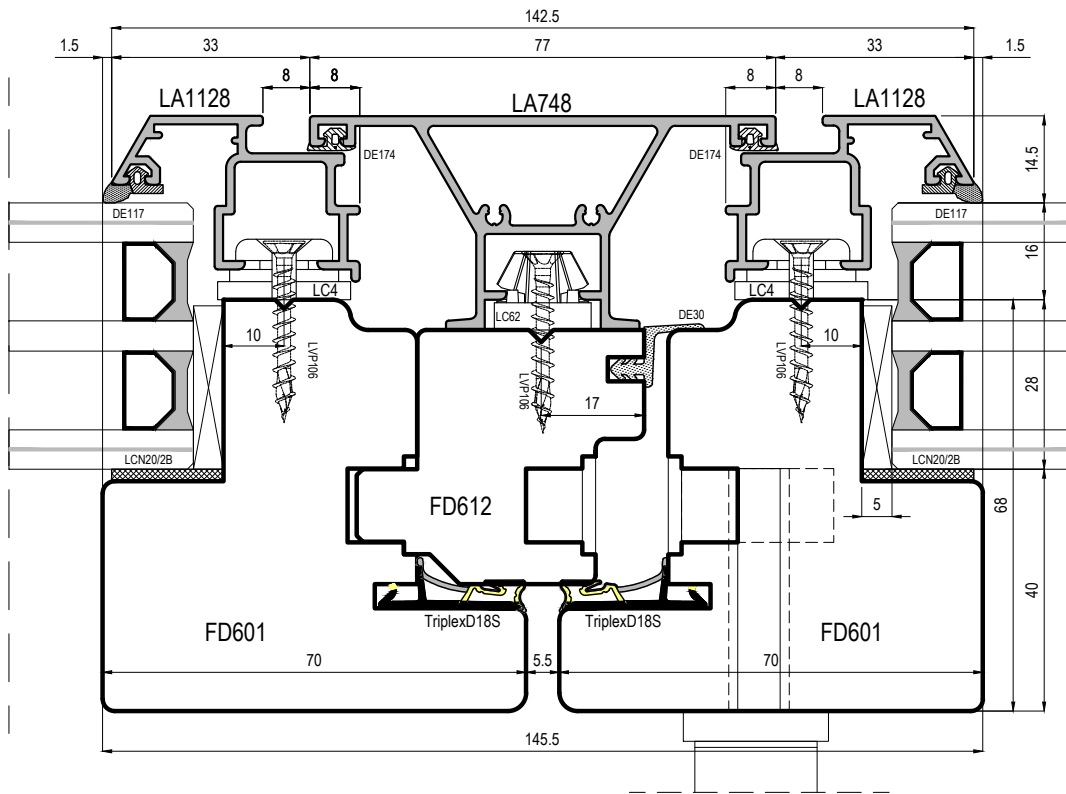 142.5
1.5 33 77 33 1.5
8 8 8 8
LA1128 LA748 LA1128
DE174 DE174
14.5
DE117 DE117
16
LC4 LC4
LC62 DE30
10 10
LVP106 LVP106 LVP106
28
17
LCN20/2B LCN20/2B
FD612 5 68
40
TriplexD18S TriplexD18S
FD601 FD601
70 5.5 70
145.5